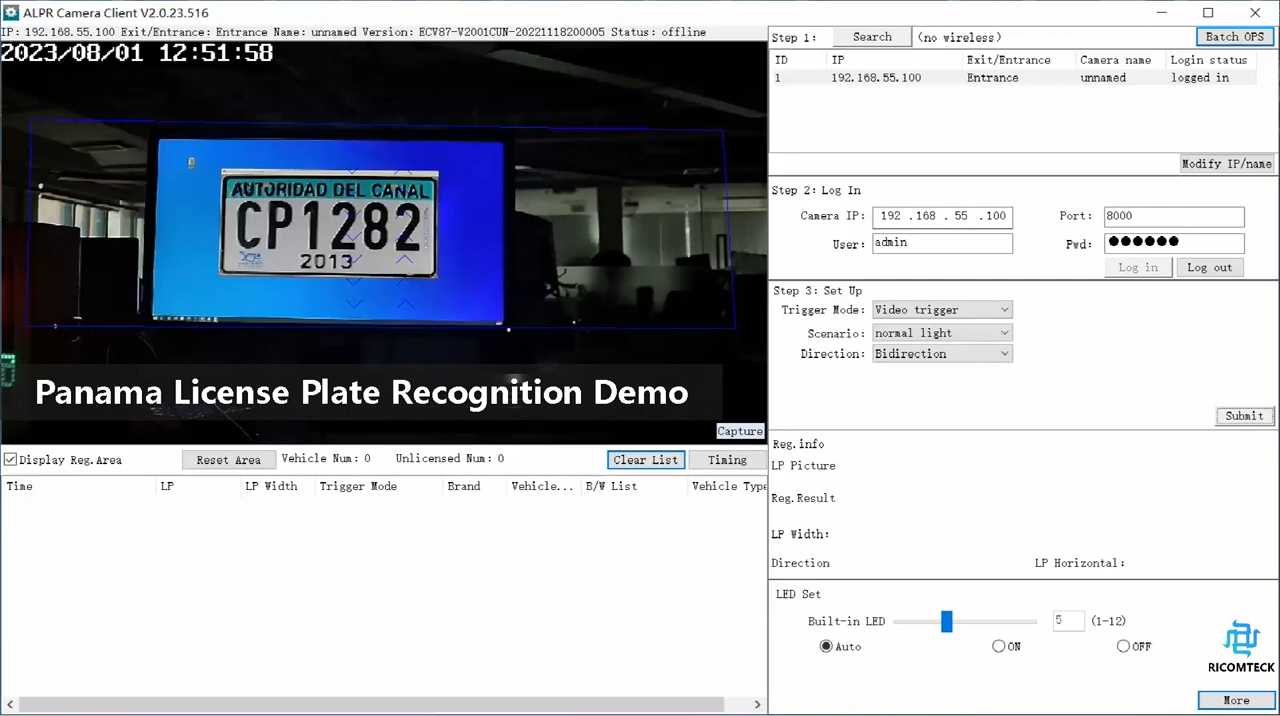 ALPR Camera Client V2.0.23.516
IP: 192.168.55.100 Exit/Entrance: Entrance Name: unnamed Version: ECV87-V2001CUN-20221118200005 Status: offline
2023/08/01 12:51:58
AUTORIDAD DEL CANAL
CP1282
2013
Panama License Plate Recognition Demo
Capture
Display Reg.Area
Reset Area
Vehicle Num: 0
Unlicensed Num: 0
Clear List
Timing
Time LP LP Width Trigger Mode Brand Vehicle... B/W List Vehicle Type
Step 1: Search (no wireless) Batch OPS
ID IP Exit/Entrance Camera name Login status
1 192.168.55.100 Entrance unnamed logged in
Modify IP/name
Step 2: Log In
Camera IP: 192 .168 . 55 .100 Port: 8000
User: admin Pwd: ●●●●●●
Log in Log out
Step 3: Set Up
Trigger Mode: Video trigger
Scenario: normal light
Direction: Bidirection
Submit
Reg.info
LP Picture
Reg.Result
LP Width:
Direction LP Horizontal:
LED Set
Built-in LED 5 (1-12)
Auto ON OFF
RICOMTECK
More